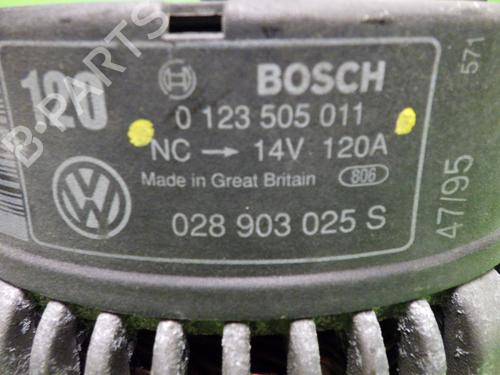 120
BOSCH
571
0 123 505 011
NC → 14V 120A
Made in Great Britain 806
028 903 025 S
47/95
B-PARTS